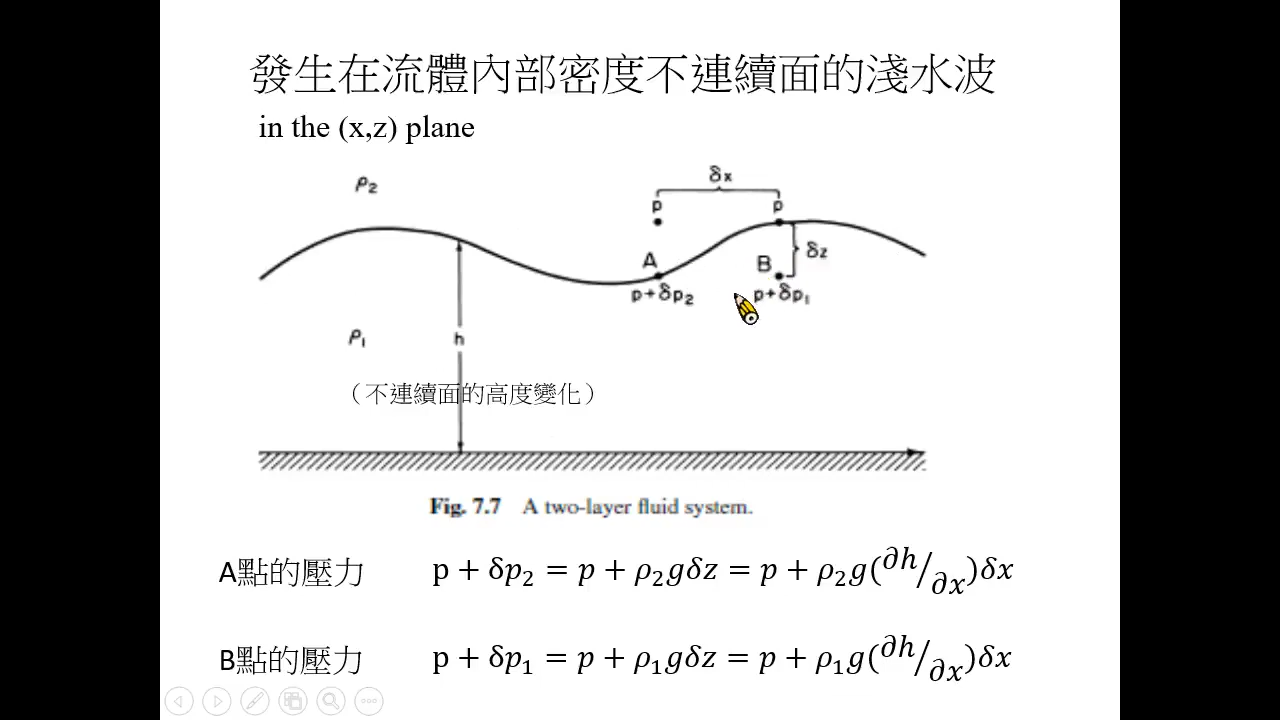 發生在流體內部密度不連續面的淺水波
in the (x,z) plane
ρ₂
δx
p p
A B δz
p+δp₂ p+δp₁
ρ₁ h
（不連續面的高度變化）
Fig. 7.7 A two-layer fluid system.
A點的壓力 p + δp₂ = p + ρ₂gδz = p + ρ₂g(∂h/∂x)δx
B點的壓力 p + δp₁ = p + ρ₁gδz = p + ρ₁g(∂h/∂x)δx